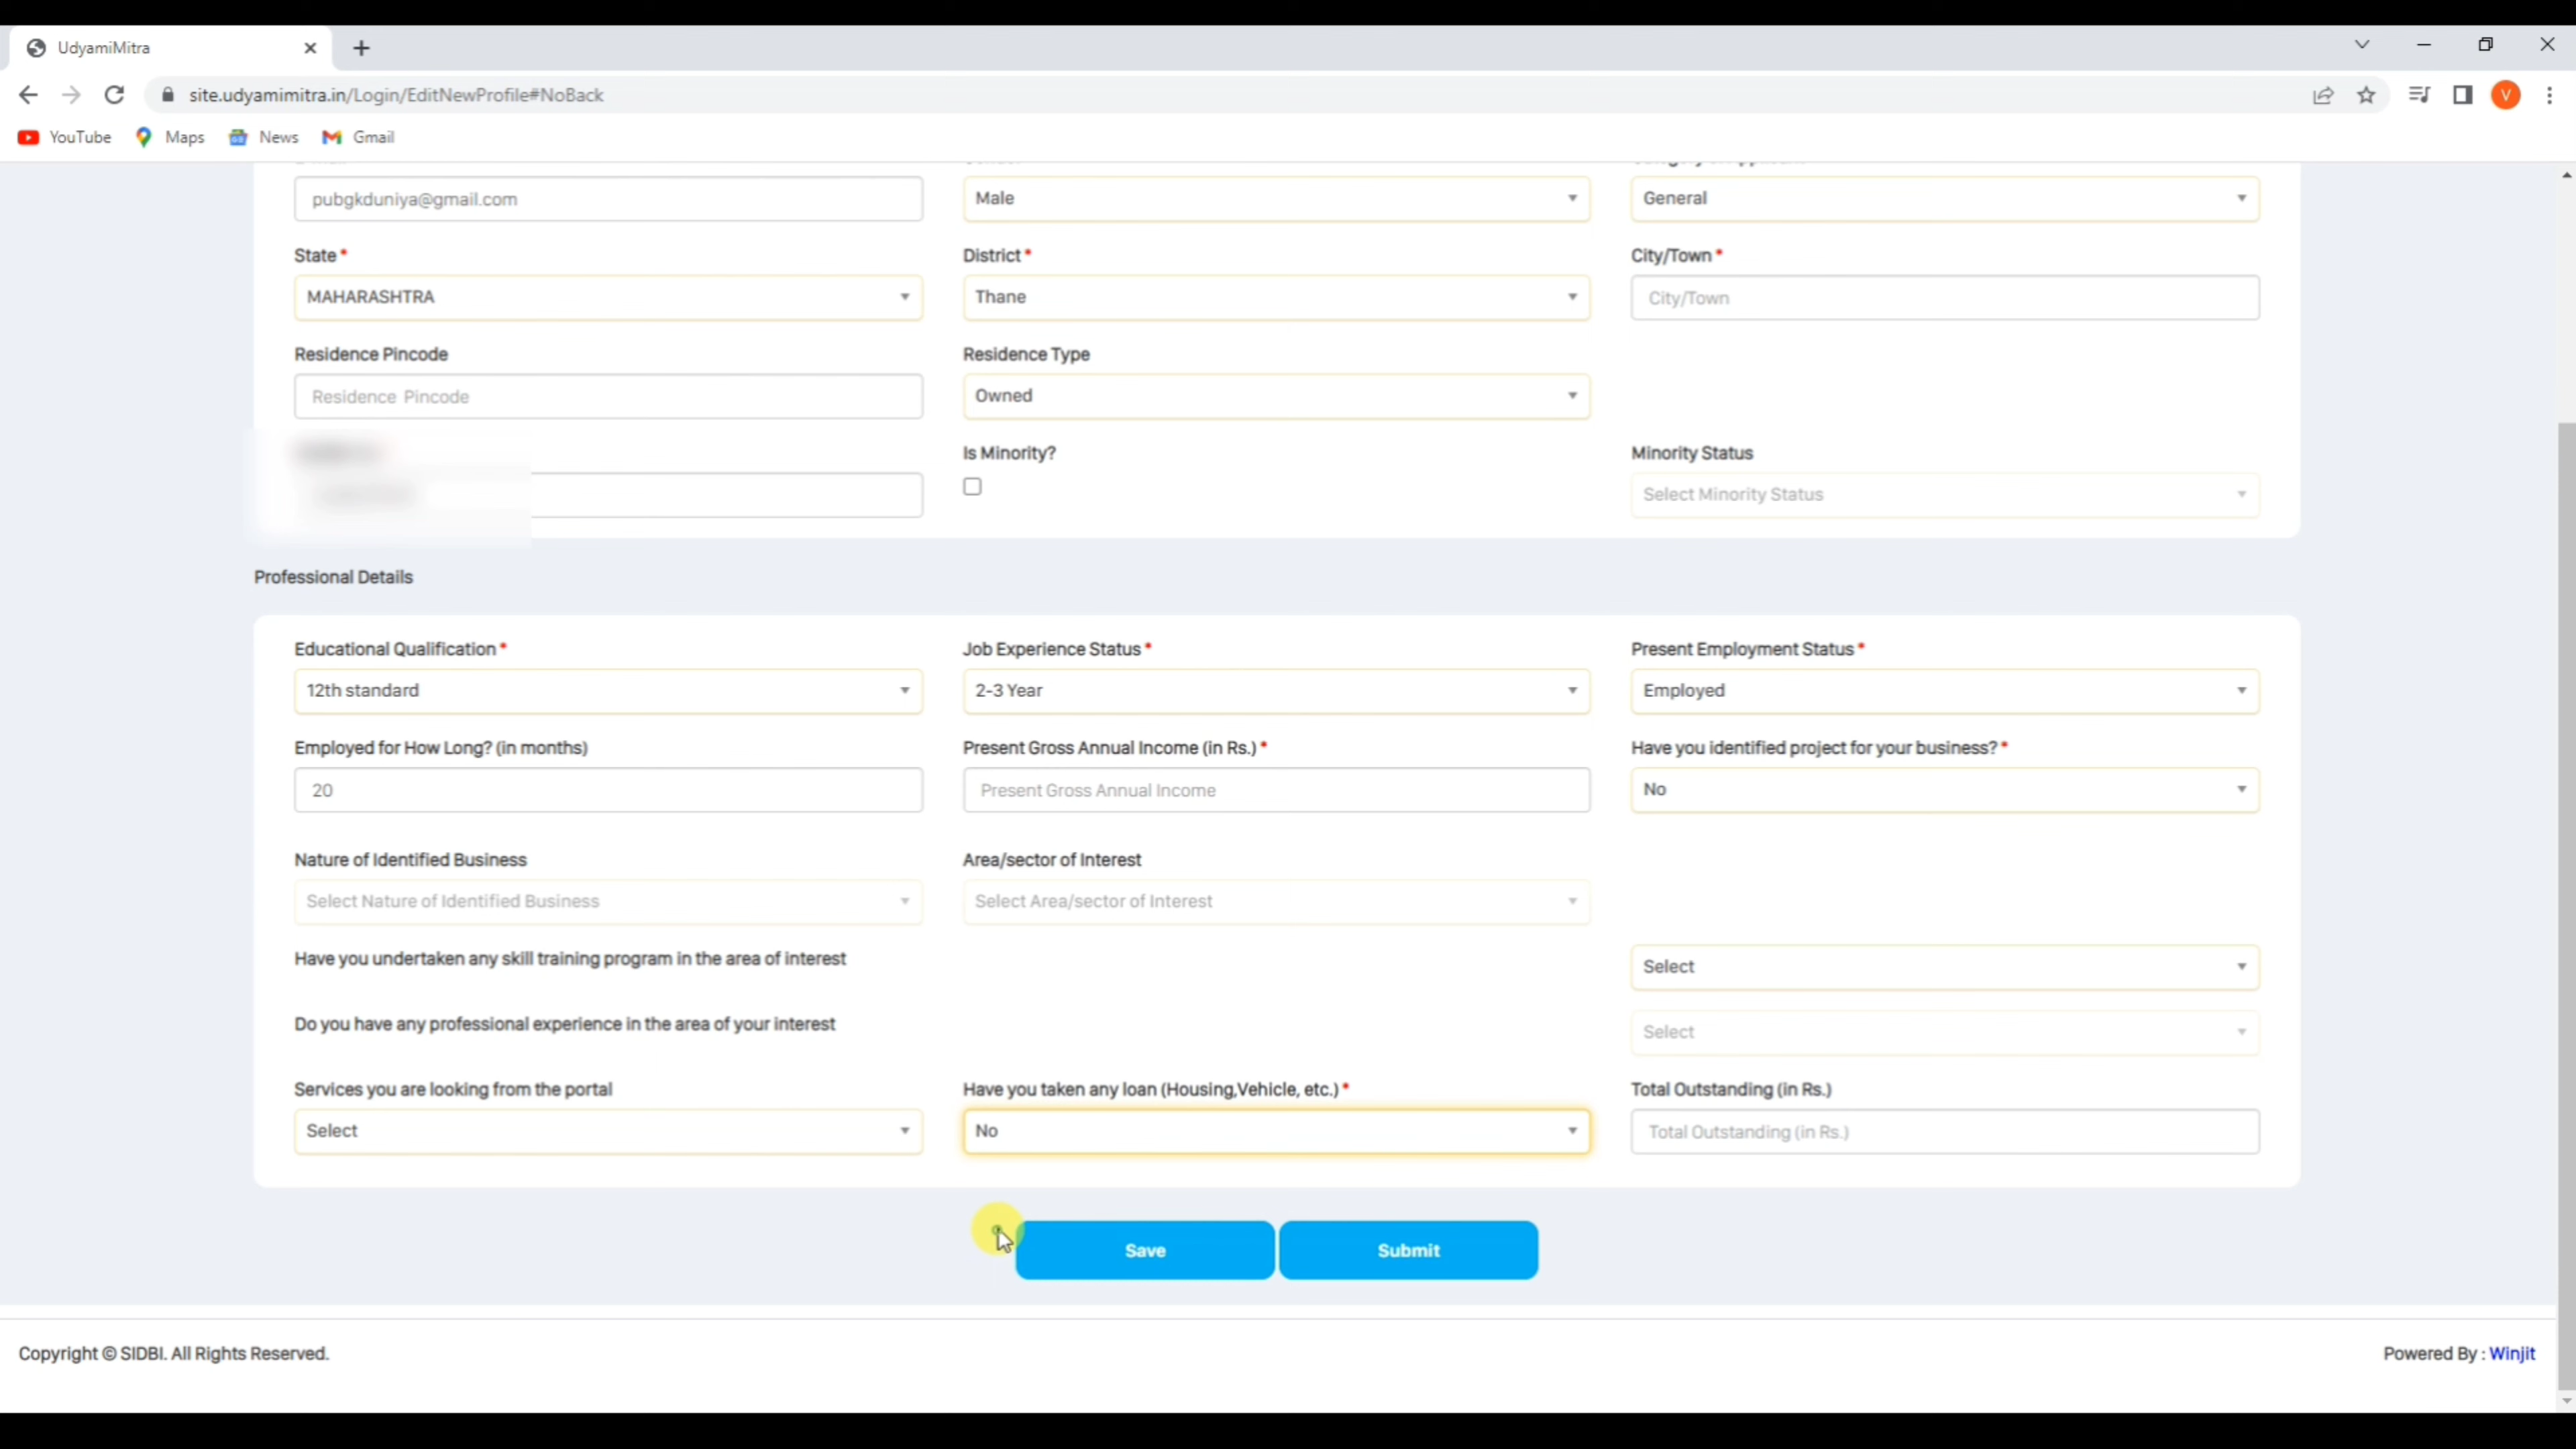 UdyamiMitra
site.udyamimitra.in/Login/EditNewProfile#NoBack
V
YouTube Maps News Gmail
pubgkduniya@gmail.com Male General
State* District* City/Town*
MAHARASHTRA Thane City/Town
Residence Pincode Residence Type
Residence Pincode Owned
Is Minority? Minority Status
Select Minority Status
Professional Details
Educational Qualification* Job Experience Status* Present Employment Status*
12th standard 2-3 Year Employed
Employed for How Long? (in months) Present Gross Annual Income (in Rs.)* Have you identified project for your business?*
20 Present Gross Annual Income No
Nature of Identified Business Area/sector of Interest
Select Nature of Identified Business Select Area/sector of Interest
Have you undertaken any skill training program in the area of interest Select
Do you have any professional experience in the area of your interest Select
Services you are looking from the portal Have you taken any loan (Housing,Vehicle, etc.)* Total Outstanding (in Rs.)
Select No Total Outstanding (in Rs.)
Save Submit
Copyright © SIDBI. All Rights Reserved. Powered By : Winjit